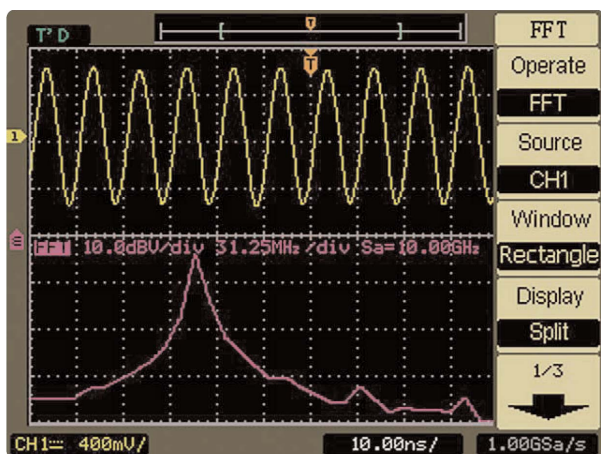 T'D
T
FFT
Operate
FFT
T
1
Source
CH1
Window
FFT 10.0dBV/div 31.25MHz/div Sa=10.00GHz
Rectangle
Display
Split
1/3
CH1 400mV/
10.00ns/
1.00GSa/s